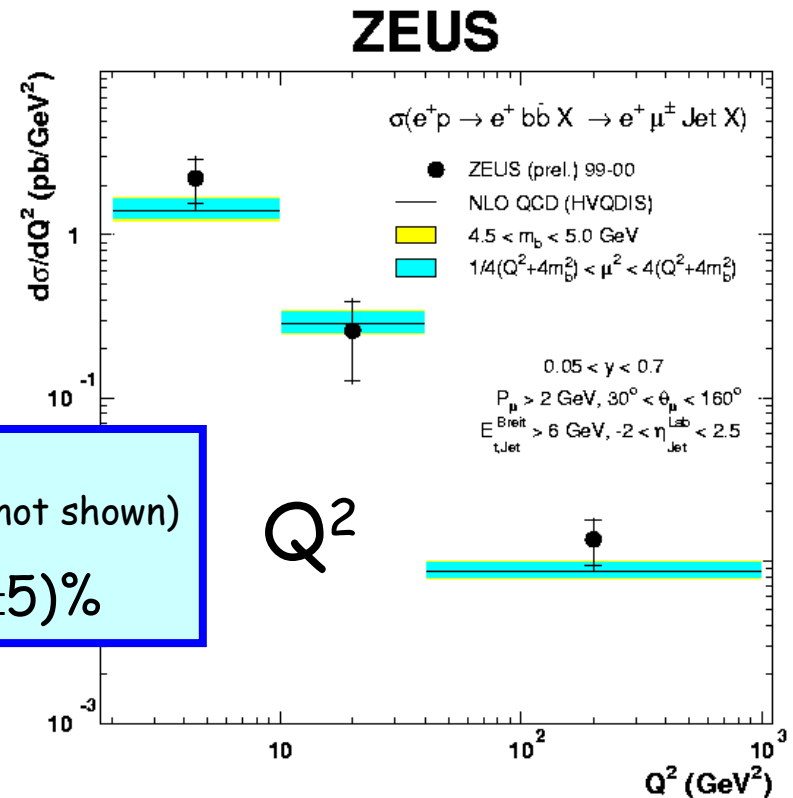 ZEUS
dσ/dQ² (pb/GeV²)
σ(e⁺p → e⁺ b b̄ X → e⁺ μ± Jet X)
ZEUS (prel.) 99-00
NLO QCD (HVQDIS)
4.5 < m_b < 5.0 GeV
1/4(Q²+4m_b²) < μ² < 4(Q²+4m_b²)
1
0.05 < y < 0.7
10⁻¹
P_μ > 2 GeV, 30° < θ_μ < 160°
E_t,Jet^Breit > 6 GeV, -2 < η_Jet^Lab < 2.5
not shown)
Q²
5)%
10⁻³
10 10² 10³
Q² (GeV²)